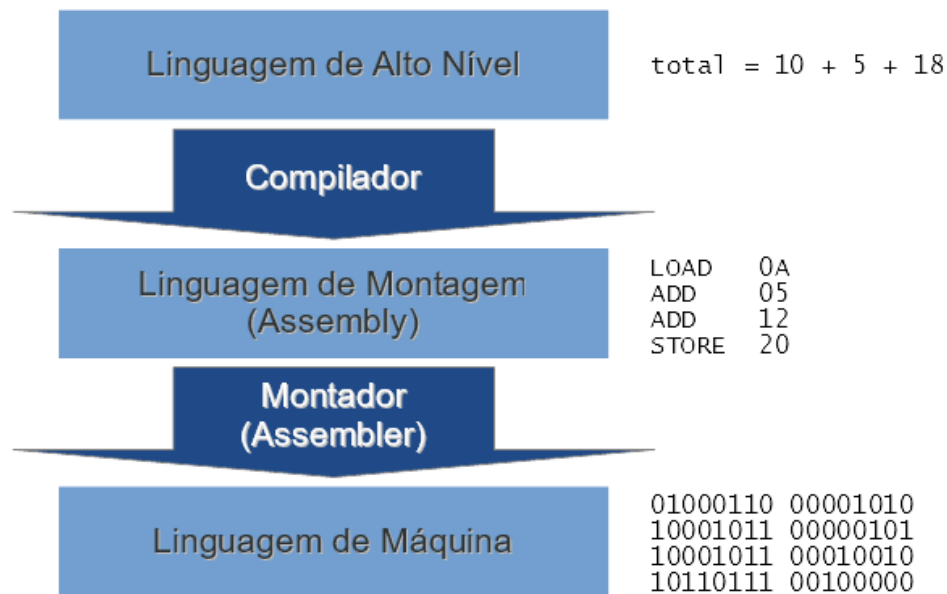 Linguagem de Alto Nível
total = 10 + 5 + 18
Compilador
Linguagem de Montagem
(Assembly)
LOAD 0A
ADD 05
ADD 12
STORE 20
Montador
(Assembler)
Linguagem de Máquina
01000110 00001010
10001011 00000101
10001011 00010010
10110111 00100000